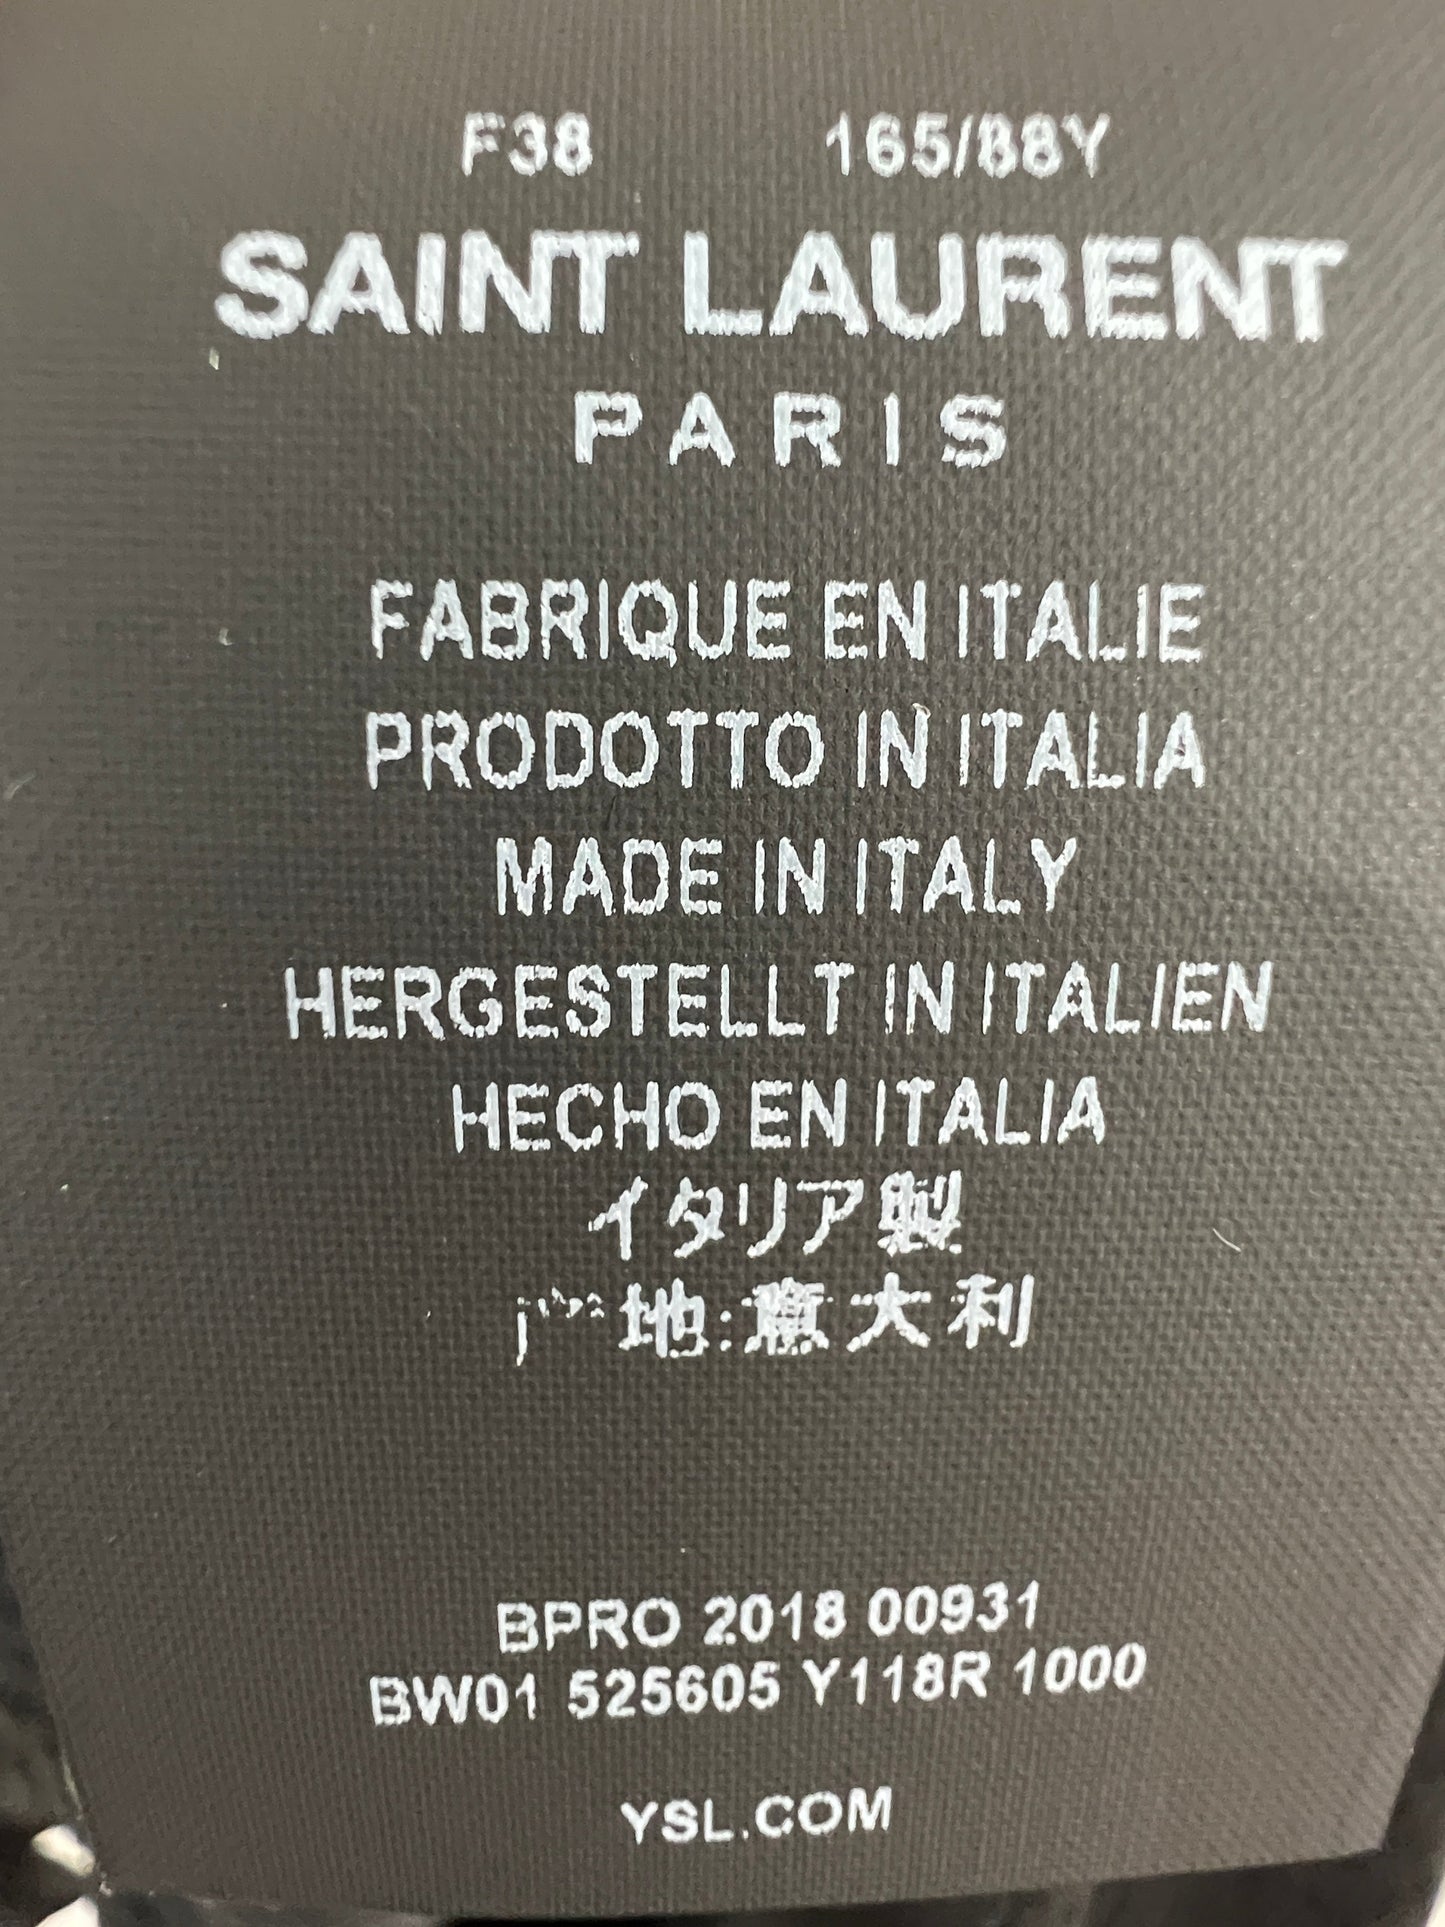 F38 165/88Y
SAINT LAURENT
PARIS
FABRIQUE EN ITALIE
PRODOTTO IN ITALIA
MADE IN ITALY
HERGESTELLT IN ITALIEN
HECHO EN ITALIA
イタリア製
产地:意大利
BPRO 2018 00931
BW01 525605 Y118R 1000
YSL.COM